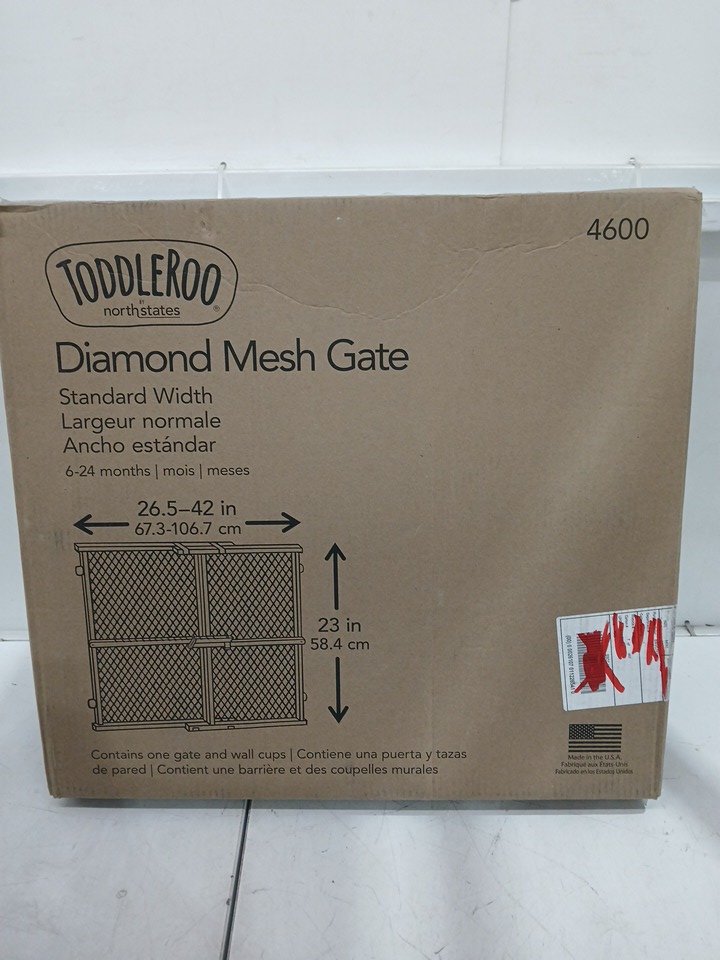 4600
TODDLEROO
BY
northstates
®
Diamond Mesh Gate
Standard Width
Largeur normale
Ancho estándar
6-24 months | mois | meses
26.5–42 in
67.3-106.7 cm
23 in
58.4 cm
Contains one gate and wall cups | Contiene una puerta y tazas
de pared | Contient une barrière et des coupelles murales
Made in the U.S.A.
Fabriqué aux États-Unis
Fabricado en los Estados Unidos